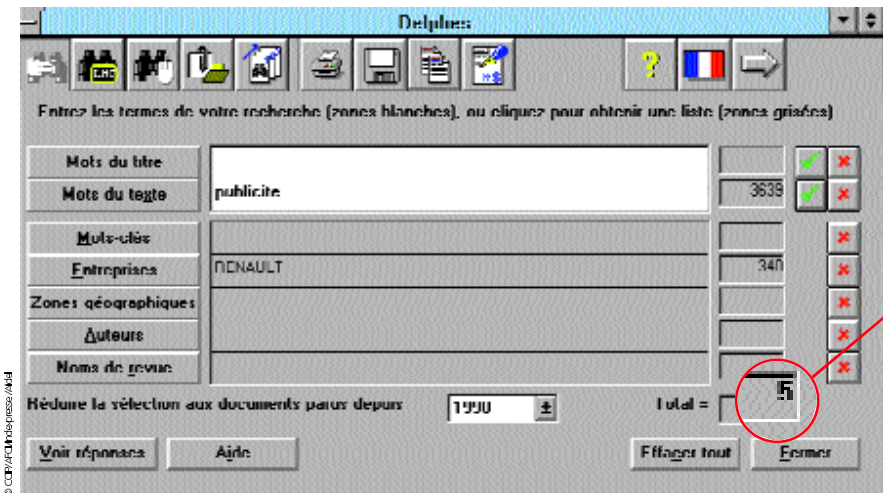 Delphes
Entrez les termes de votre recherche (zones blanches), ou cliquez pour obtenir une liste (zones grisées)
Mots du titre
Mots du texte publicite 3639
Mots-clés
Entreprises RENAULT 340
Zones géographiques
Auteurs
Noms de revue
Réduire la sélection aux documents parus depuis 1990 Total = 5
Voir réponses Aide Effacer tout Fermer